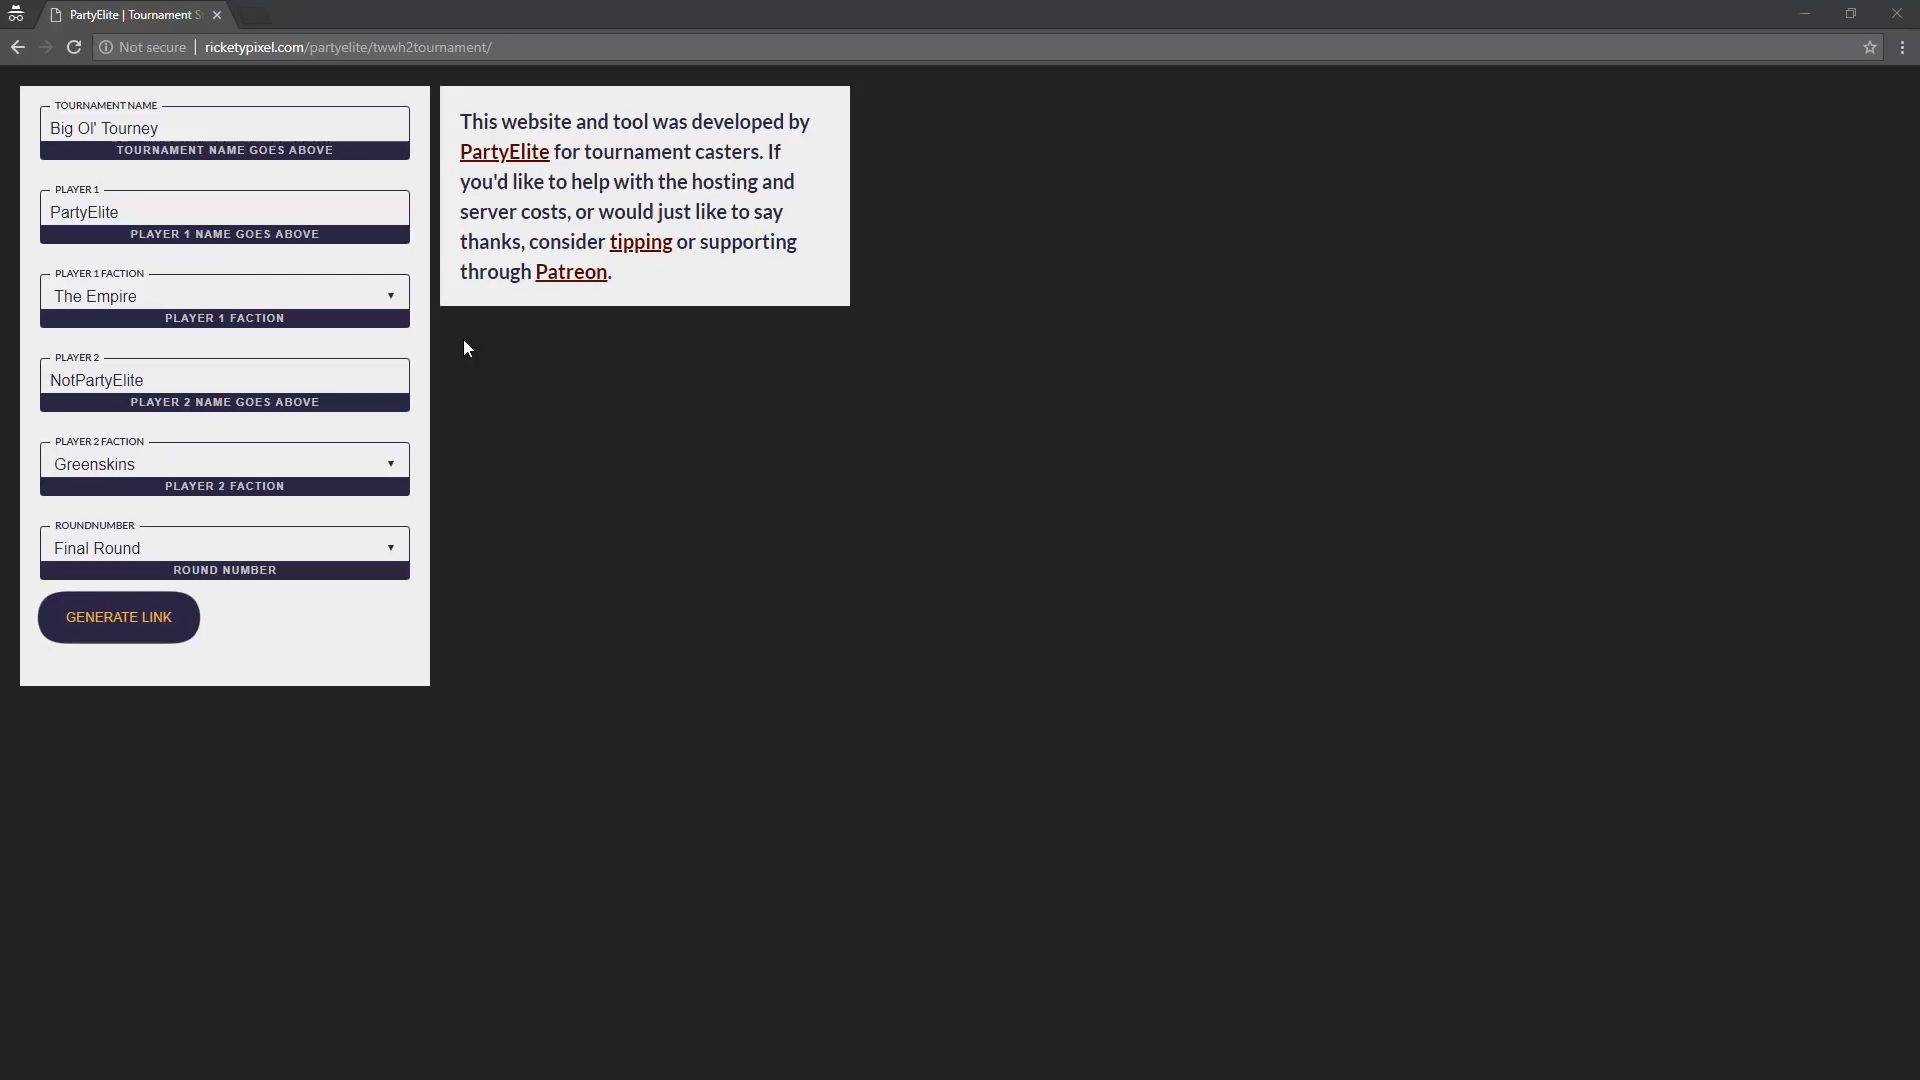 PartyElite | Tournament S
Not secure | ricketypixel.com/partyelite/twwh2tournament/
TOURNAMENT NAME
Big Ol' Tourney
TOURNAMENT NAME GOES ABOVE
PLAYER 1
PartyElite
PLAYER 1 NAME GOES ABOVE
PLAYER 1 FACTION
The Empire
PLAYER 1 FACTION
PLAYER 2
NotPartyElite
PLAYER 2 NAME GOES ABOVE
PLAYER 2 FACTION
Greenskins
PLAYER 2 FACTION
ROUNDNUMBER
Final Round
ROUND NUMBER
GENERATE LINK
This website and tool was developed by
PartyElite for tournament casters. If
you'd like to help with the hosting and
server costs, or would just like to say
thanks, consider tipping or supporting
through Patreon.